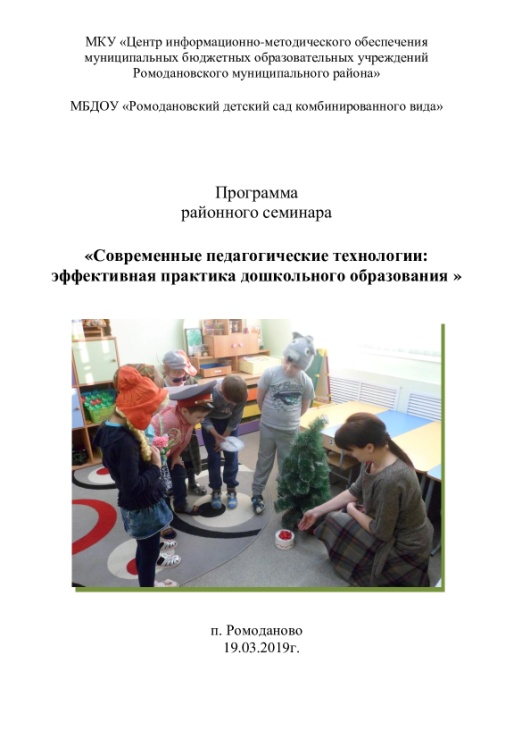 МКУ «Центр информационно-методического обеспечения
муниципальных бюджетных образовательных учреждений
Ромодановского муниципального района»
МБДОУ «Ромодановский детский сад комбинированного вида»
Программа
районного семинара
«Современные педагогические технологии:
эффективная практика дошкольного образования »
п. Ромоданово
19.03.2019г.